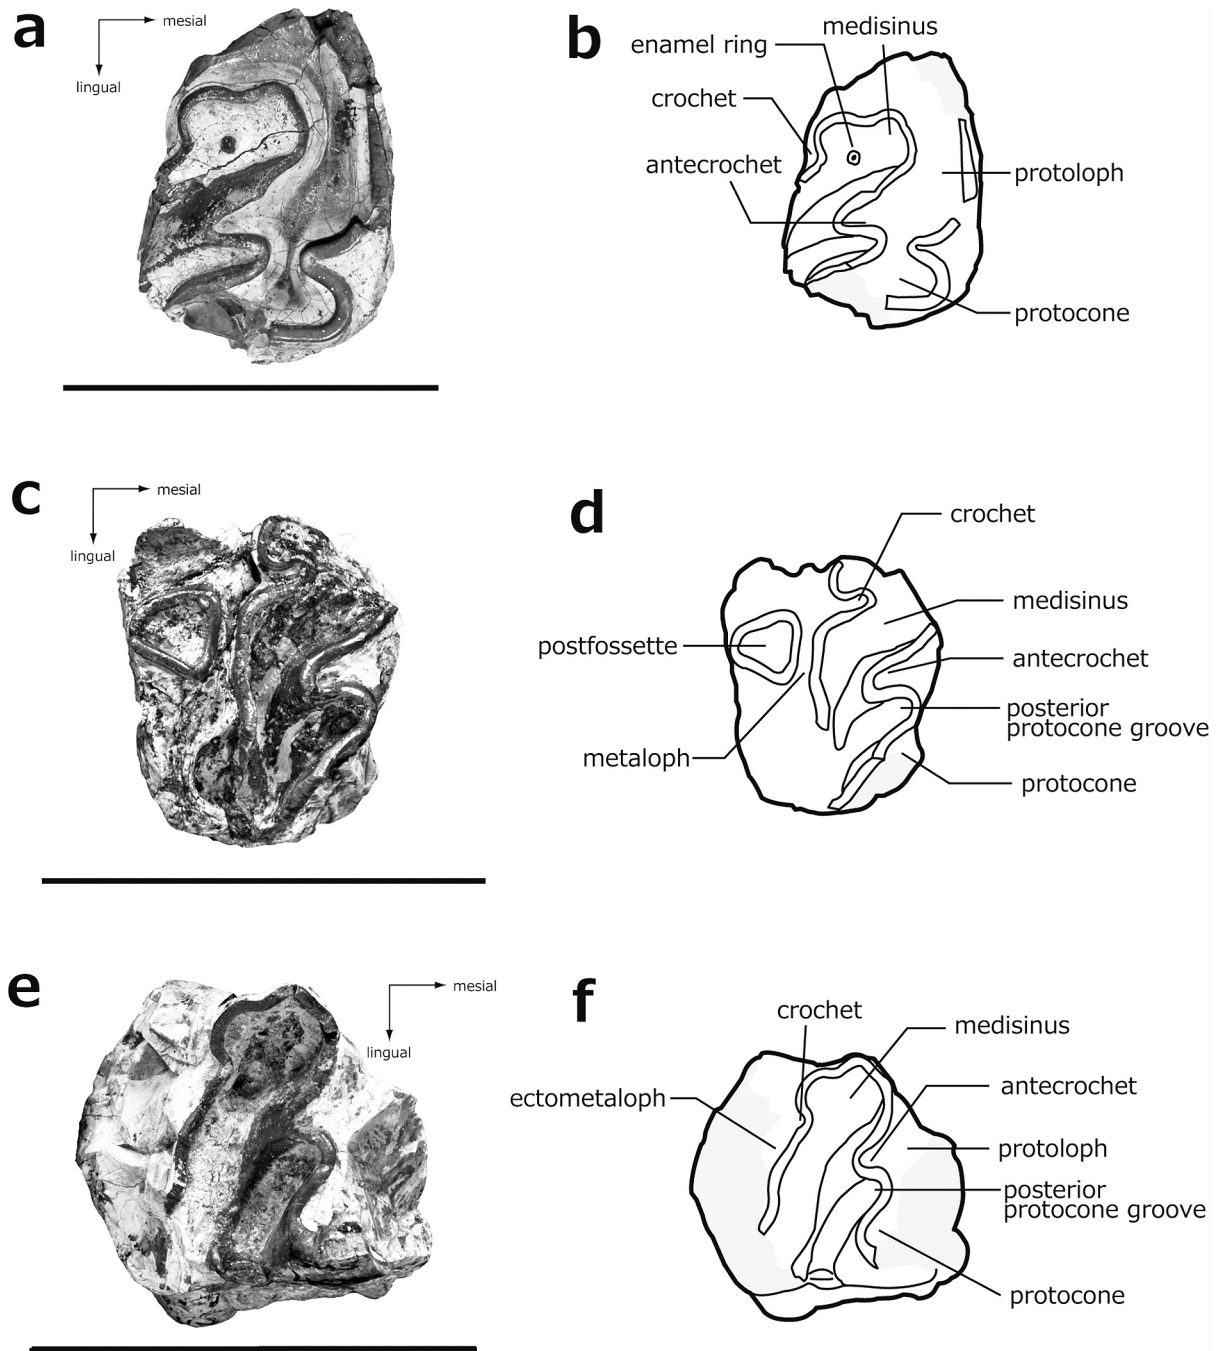 a
mesial
lingual
b
medisinus
enamel ring
crochet
antecrochet
protoloph
protocone
c
mesial
lingual
d
crochet
medisinus
postfossette
antecrochet
posterior
protocone groove
metaloph
protocone
e
mesial
lingual
f
crochet
medisinus
antecrochet
ectometaloph
protoloph
posterior
protocone groove
protocone